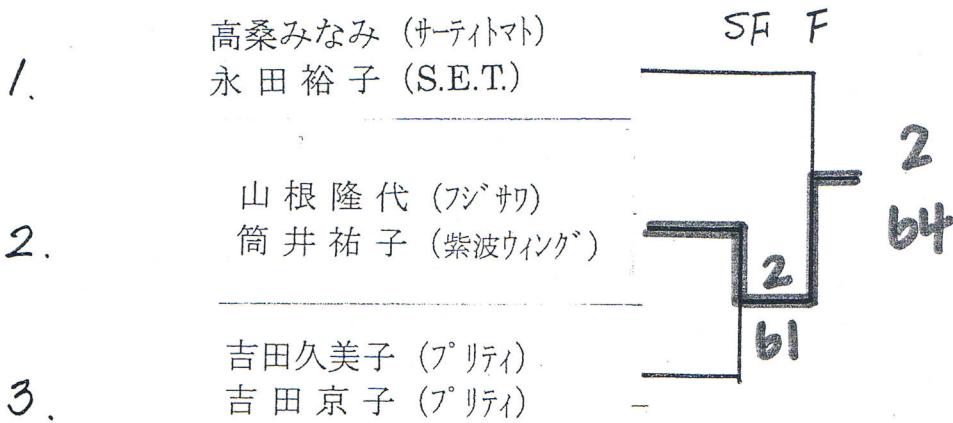 SF F
1. 高桑みなみ (サーティトマト)
永田裕子 (S.E.T.)
2. 山根隆代 (フジサワ)
筒井祐子 (紫波ウィング)
2
64
2
61
3. 吉田久美子 (プリティ)
吉田京子 (プリティ)